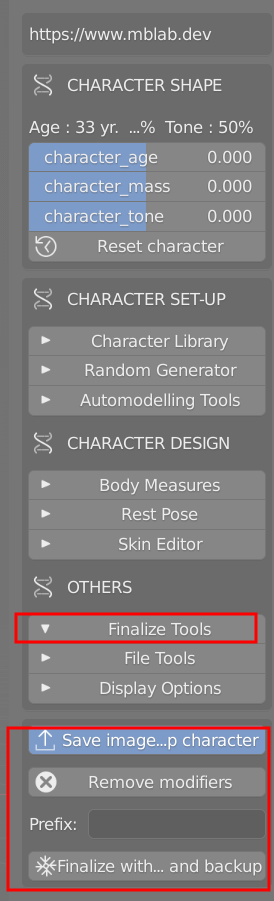 https://www.mblab.dev
CHARACTER SHAPE
Age : 33 yr. ...% Tone : 50%
character_age 0.000
character_mass 0.000
character_tone 0.000
Reset character
CHARACTER SET-UP
Character Library
Random Generator
Automodelling Tools
CHARACTER DESIGN
Body Measures
Rest Pose
Skin Editor
OTHERS
Finalize Tools
File Tools
Display Options
Save image...p character
Remove modifiers
Prefix:
Finalize with... and backup